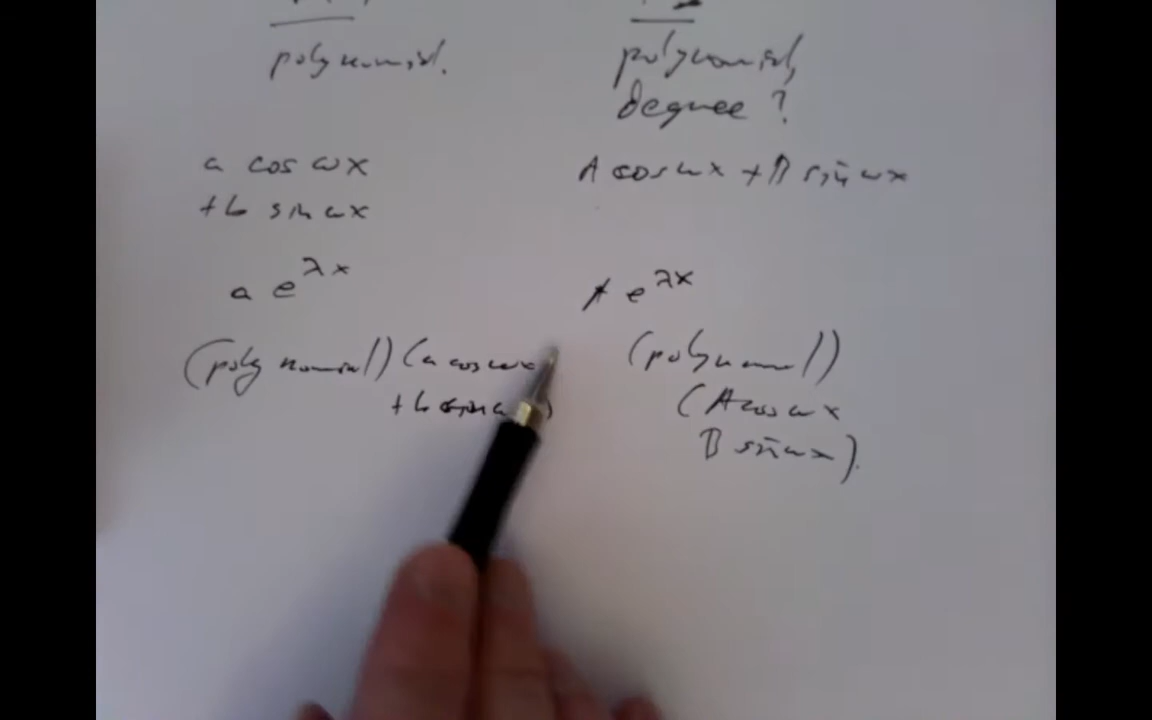 polynomial.
polynomial,
degree ?
a cos ωx
+b sin ωx
A cos ωx + B sin ωx
a e^λx
A e^λx
(polynomial) (a cos ωx
+b sin ω )
(polynomial)
(A cos ωx
B sin ωx).